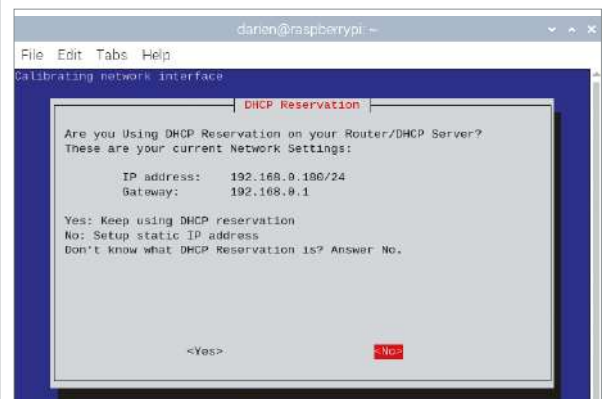 darien@raspberrypi: ~
File Edit Tabs Help
Calibrating network interface
DHCP Reservation
Are you Using DHCP Reservation on your Router/DHCP Server?
These are your current Network Settings:
IP address: 192.168.0.180/24
Gateway: 192.168.0.1
Yes: Keep using DHCP reservation
No: Setup static IP address
Don't know what DHCP Reservation is? Answer No.
<Yes> <No>